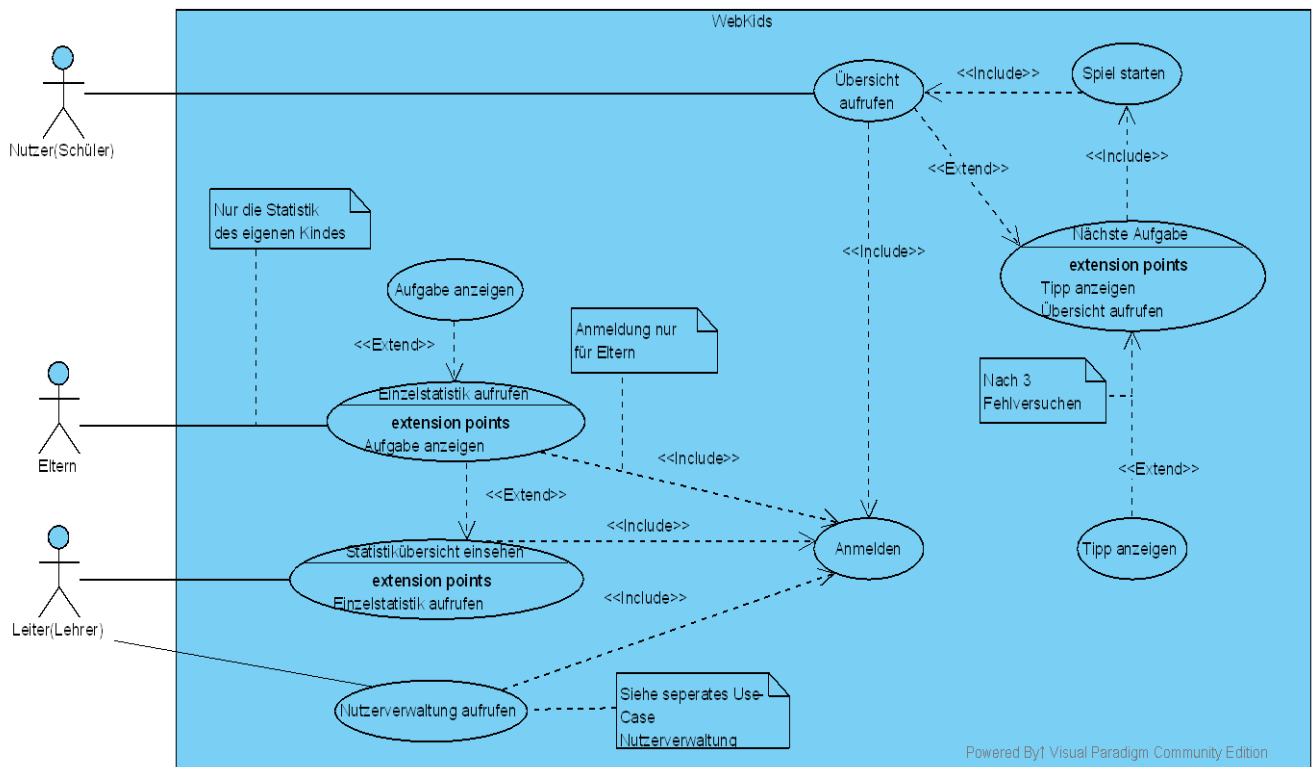 WebKids
Nutzer(Schüler)
Übersicht
aufrufen
<<Include>>
Spiel starten
<<Extend>>
<<Include>>
Nur die Statistik
des eigenen Kindes
<<Include>>
Nächste Aufgabe
extension points
Tipp anzeigen
Übersicht aufrufen
Aufgabe anzeigen
<<Extend>>
Anmeldung nur
für Eltern
Nach 3
Fehlversuchen
Eltern
Einzelstatistik aufrufen
extension points
Aufgabe anzeigen
<<Include>>
<<Extend>>
<<Extend>>
<<Include>>
Leiter(Lehrer)
Statistikübersicht einsehen
extension points
Einzelstatistik aufrufen
Anmelden
Tipp anzeigen
<<Include>>
Nutzerverwaltung aufrufen
Siehe seperates Use-
Case
Nutzerverwaltung
Powered By† Visual Paradigm Community Edition